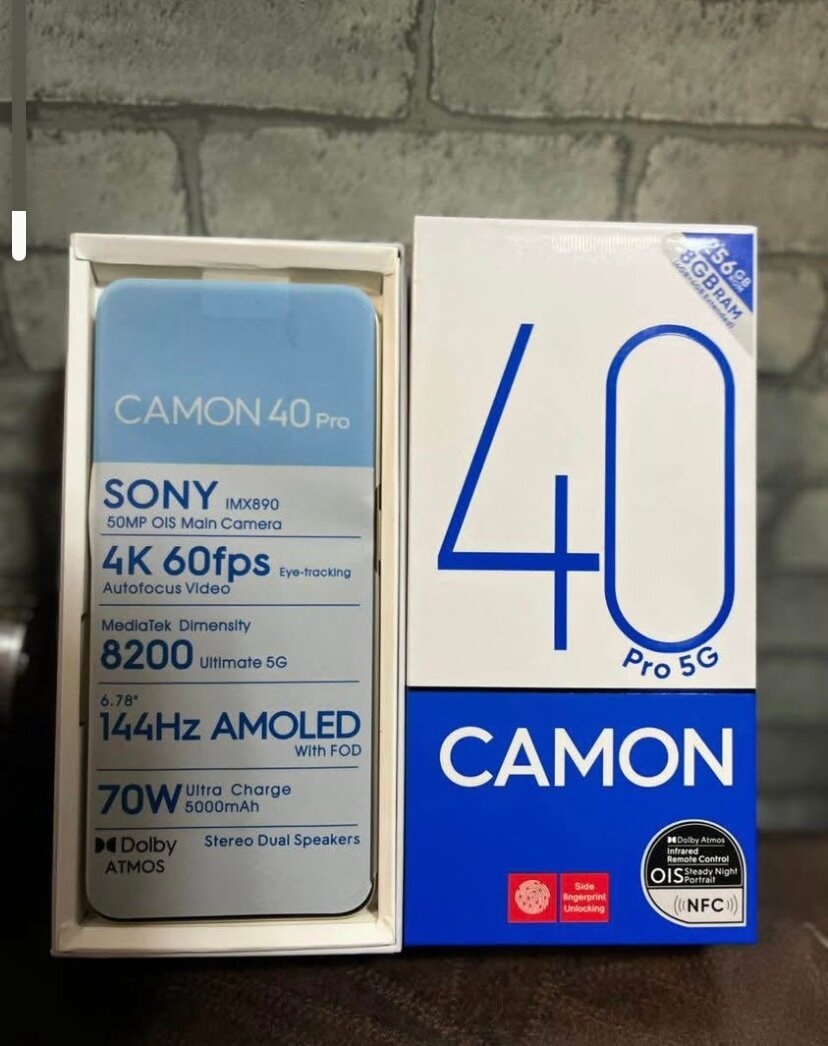 CAMON 40 Pro
SONY IMX890
50MP OIS Main Camera
4K 60fps Eye-tracking
Autofocus Video
MediaTek Dimensity
8200 Ultimate 5G
6.78"
144Hz AMOLED
With FOD
70W Ultra Charge
5000mAh
Dolby Stereo Dual Speakers
ATMOS
256GB
8GB RAM
40
Pro 5G
CAMON
Dolby Atmos
Infrared
Remote Control
OIS Steady Night
Portrait
NFC
Side
fingerprint
Unlocking